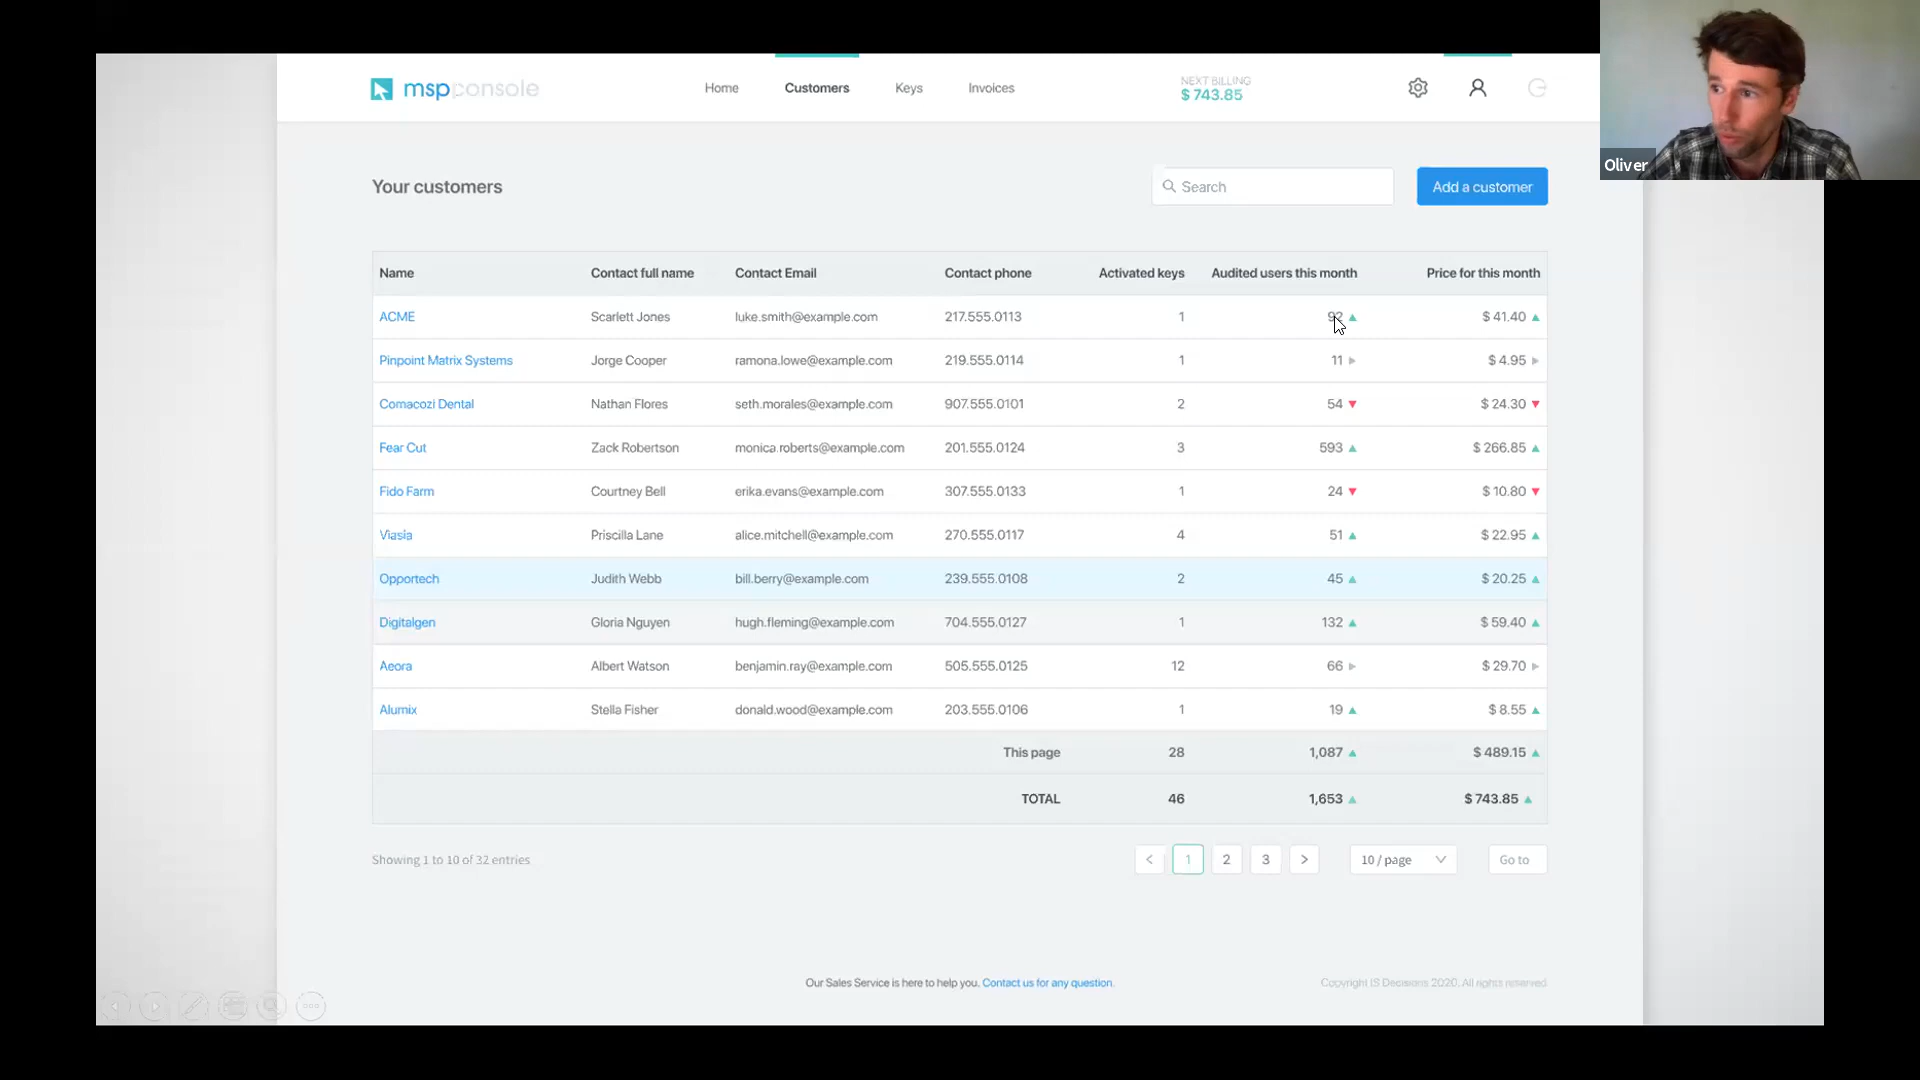 mspconsole
Home Customers Keys Invoices
NEXT BILLING
$ 743.85
Oliver
Your customers
Search
Add a customer
Name Contact full name Contact Email Contact phone Activated keys Audited users this month Price for this month
ACME Scarlett Jones luke.smith@example.com 217.555.0113 1 92 $ 41.40
Pinpoint Matrix Systems Jorge Cooper ramona.lowe@example.com 219.555.0114 1 11 $ 4.95
Comacozi Dental Nathan Flores seth.morales@example.com 907.555.0101 2 54 $ 24.30
Fear Cut Zack Robertson monica.roberts@example.com 201.555.0124 3 593 $ 266.85
Fido Farm Courtney Bell erika.evans@example.com 307.555.0133 1 24 $ 10.80
Viasia Priscilla Lane alice.mitchell@example.com 270.555.0117 4 51 $ 22.95
Opportech Judith Webb bill.berry@example.com 239.555.0108 2 45 $ 20.25
Digitalgen Gloria Nguyen hugh.fleming@example.com 704.555.0127 1 132 $ 59.40
Aeora Albert Watson benjamin.ray@example.com 505.555.0125 12 66 $ 29.70
Alumix Stella Fisher donald.wood@example.com 203.555.0106 1 19 $ 8.55
This page 28 1,087 $ 489.15
TOTAL 46 1,653 $ 743.85
Showing 1 to 10 of 32 entries
< 1 2 3 > 10 / page Go to
Our Sales Service is here to help you. Contact us for any question.
Copyright IS Decisions 2020. All rights reserved.